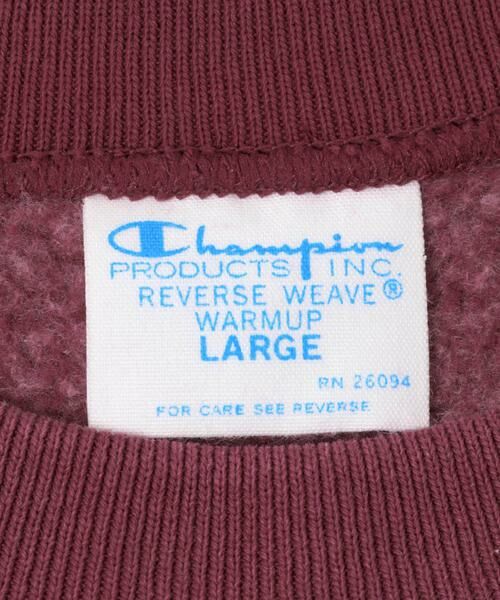 Champion
PRODUCTS INC.
REVERSE WEAVE®
WARMUP
LARGE
RN 26094
FOR CARE SEE REVERSE